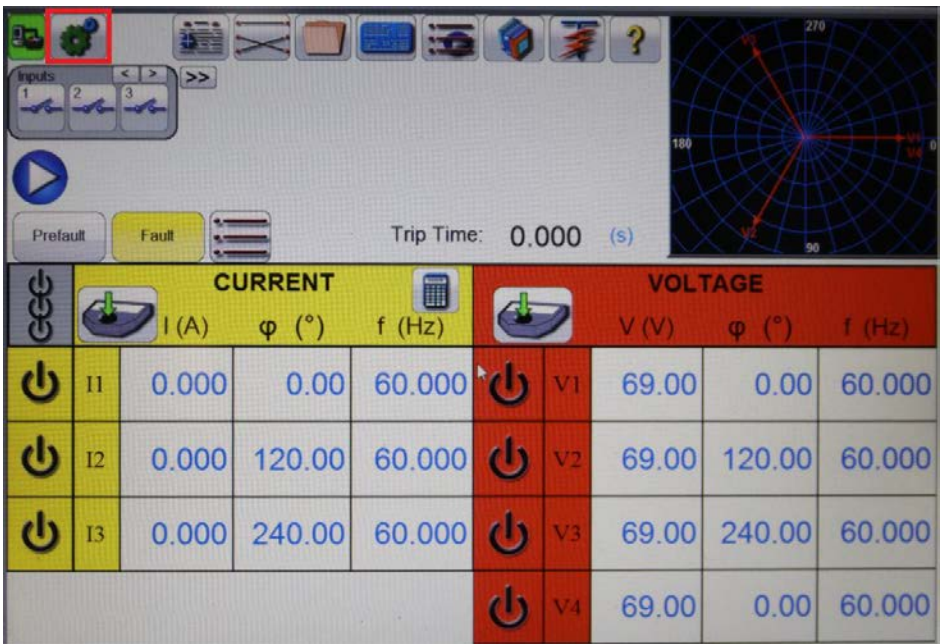 ?
270
V3
Inputs < > >>
1 2 3
180
V1
V4
0
Prefault Fault Trip Time: 0.000 (s)
V2
90
CURRENT VOLTAGE
I (A) φ (°) f (Hz) V (V) φ (°) f (Hz)
I1 0.000 0.00 60.000 V1 69.00 0.00 60.000
I2 0.000 120.00 60.000 V2 69.00 120.00 60.000
I3 0.000 240.00 60.000 V3 69.00 240.00 60.000
V4 69.00 0.00 60.000